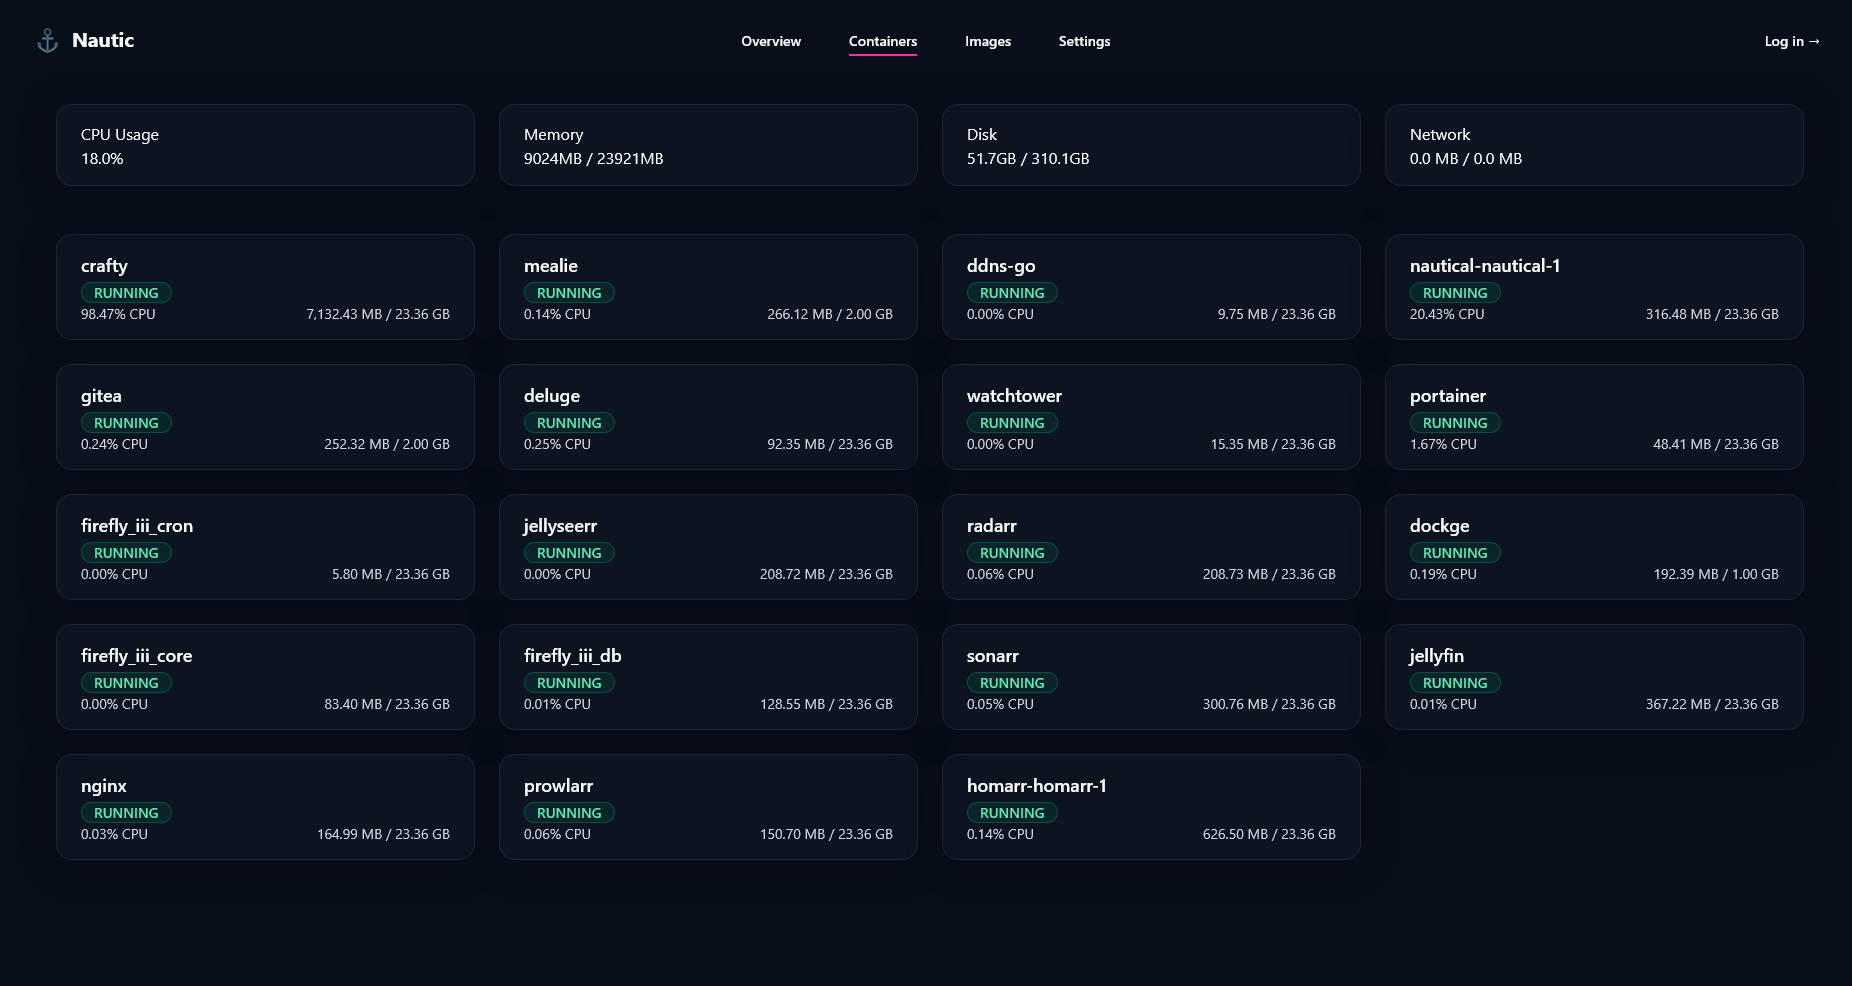 Nautic
Overview
Containers
Images
Settings
Log in →
CPU Usage
18.0%
Memory
9024MB / 23921MB
Disk
51.7GB / 310.1GB
Network
0.0 MB / 0.0 MB
crafty
RUNNING
98.47% CPU
7,132.43 MB / 23.36 GB
mealie
RUNNING
0.14% CPU
266.12 MB / 2.00 GB
ddns-go
RUNNING
0.00% CPU
9.75 MB / 23.36 GB
nautical-nautical-1
RUNNING
20.43% CPU
316.48 MB / 23.36 GB
gitea
RUNNING
0.24% CPU
252.32 MB / 2.00 GB
deluge
RUNNING
0.25% CPU
92.35 MB / 23.36 GB
watchtower
RUNNING
0.00% CPU
15.35 MB / 23.36 GB
portainer
RUNNING
1.67% CPU
48.41 MB / 23.36 GB
firefly_iii_cron
RUNNING
0.00% CPU
5.80 MB / 23.36 GB
jellyseerr
RUNNING
0.00% CPU
208.72 MB / 23.36 GB
radarr
RUNNING
0.06% CPU
208.73 MB / 23.36 GB
dockge
RUNNING
0.19% CPU
192.39 MB / 1.00 GB
firefly_iii_core
RUNNING
0.00% CPU
83.40 MB / 23.36 GB
firefly_iii_db
RUNNING
0.01% CPU
128.55 MB / 23.36 GB
sonarr
RUNNING
0.05% CPU
300.76 MB / 23.36 GB
jellyfin
RUNNING
0.01% CPU
367.22 MB / 23.36 GB
nginx
RUNNING
0.03% CPU
164.99 MB / 23.36 GB
prowlarr
RUNNING
0.06% CPU
150.70 MB / 23.36 GB
homarr-homarr-1
RUNNING
0.14% CPU
626.50 MB / 23.36 GB